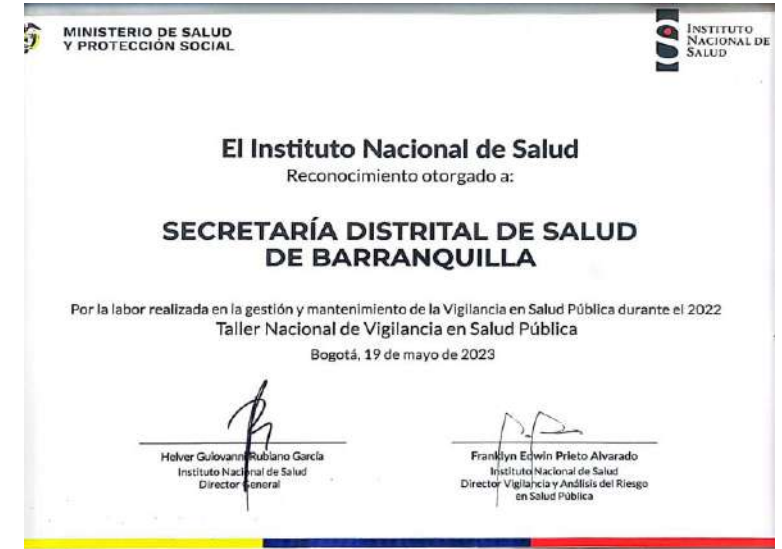 MINISTERIO DE SALUD
Y PROTECCIÓN SOCIAL
INSTITUTO
NACIONAL DE
SALUD
El Instituto Nacional de Salud
Reconocimiento otorgado a:
SECRETARÍA DISTRITAL DE SALUD
DE BARRANQUILLA
Por la labor realizada en la gestión y mantenimiento de la Vigilancia en Salud Pública durante el 2022
Taller Nacional de Vigilancia en Salud Pública
Bogotá, 19 de mayo de 2023
Helver Guiovanni Rubiano García
Instituto Nacional de Salud
Director General
Franklyn Edwin Prieto Alvarado
Instituto Nacional de Salud
Director Vigilancia y Análisis del Riesgo
en Salud Pública